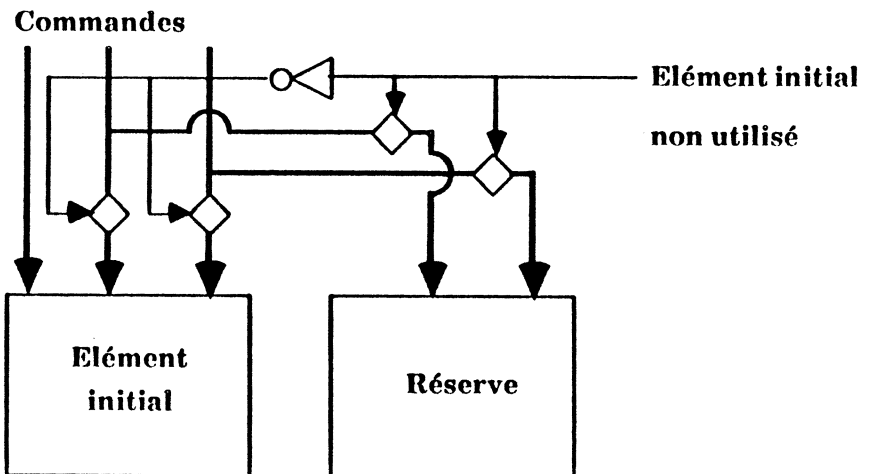 Commandes
Elément initial
non utilisé
Elément
initial
Réserve